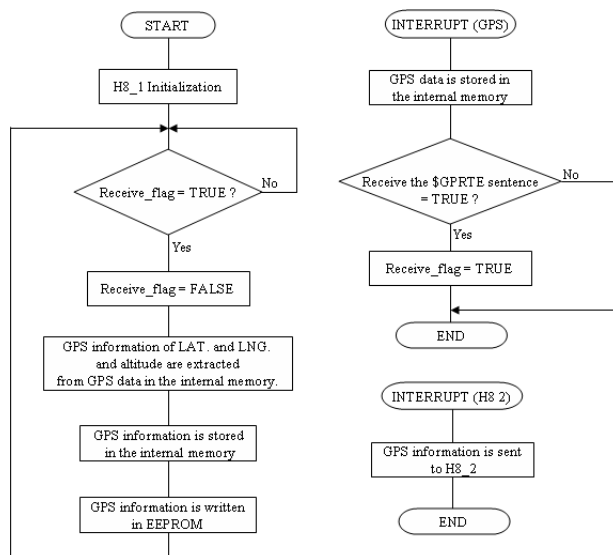 START
H8_1 Initialization
Receive_flag = TRUE ?
No
Yes
Receive_flag = FALSE
GPS information of LAT. and LNG.
and altitude are extracted
from GPS data in the internal memory.
GPS information is stored
in the internal memory
GPS information is written
in EEPROM
INTERRUPT (GPS)
GPS data is stored in
the internal memory
Receive the $GPRTE sentence
= TRUE ?
No
Yes
Receive_flag = TRUE
END
INTERRUPT (H8 2)
GPS information is sent
to H8_2
END